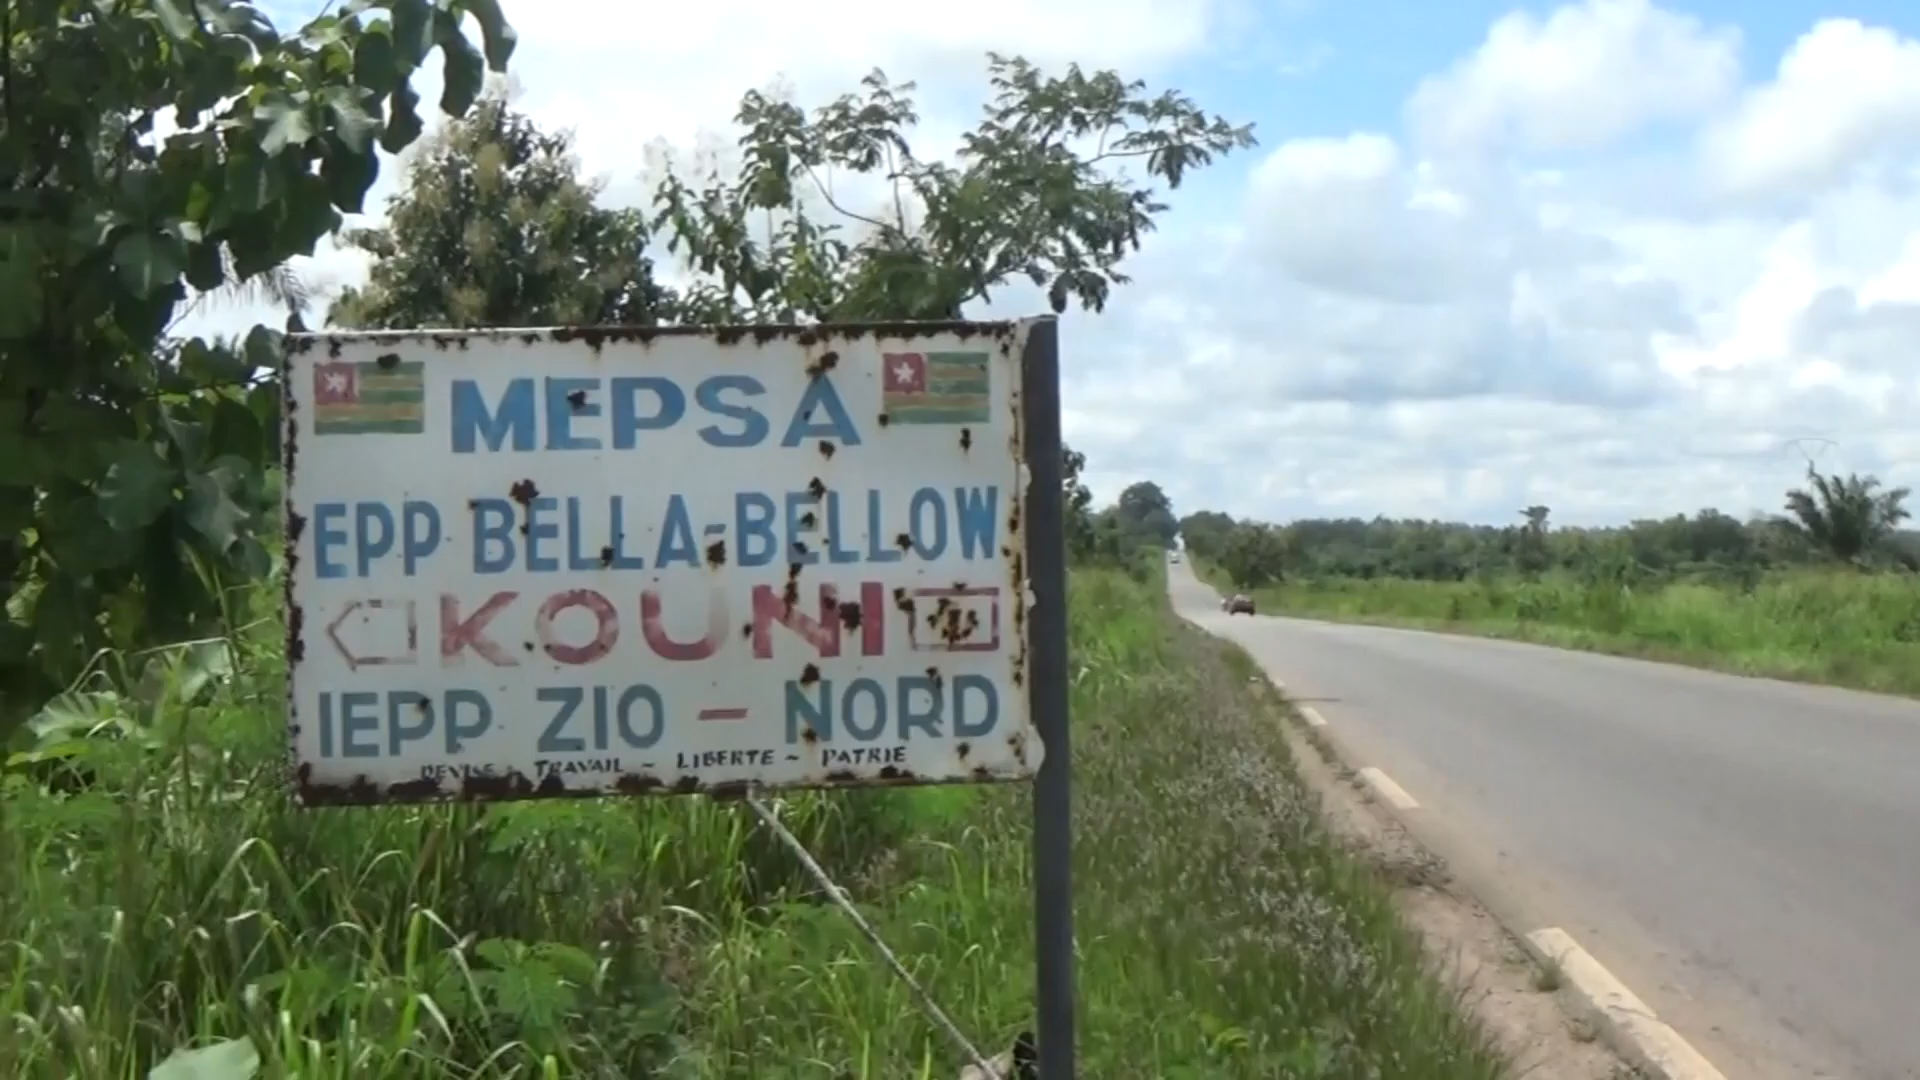 MEPSA
EPP BELLA-BELLOW
KOUNI
IEPP ZIO - NORD
DEVISE ~ TRAVAIL ~ LIBERTE ~ PATRIE